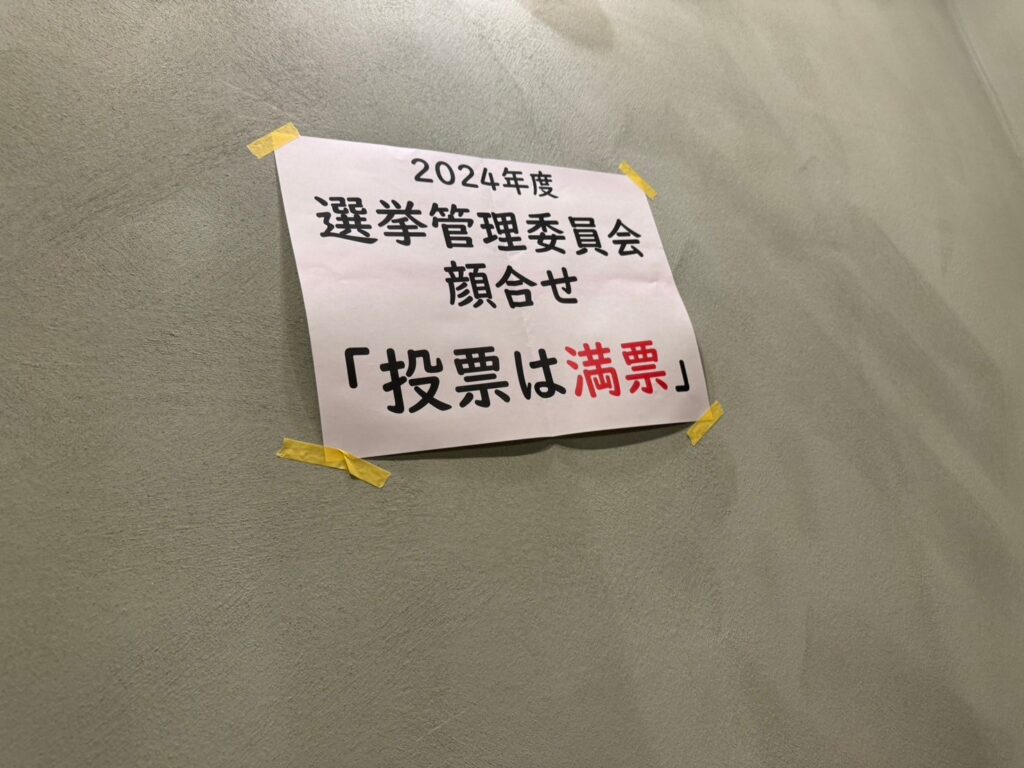 2024年度
選挙管理委員会
顔合せ
「投票は満票」